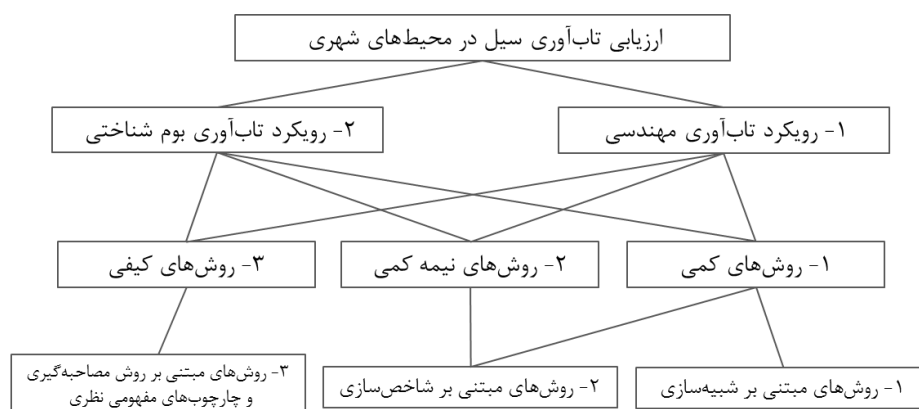 ارزیابی تاب‌آوری سیل در محیط‌های شهری
۱- رویکرد تاب‌آوری مهندسی
۲- رویکرد تاب‌آوری بوم شناختی
۱- روش‌های کمی
۲- روش‌های نیمه کمی
۳- روش‌های کیفی
۱- روش‌های مبتنی بر شبیه‌سازی
۲- روش‌های مبتنی بر شاخص‌سازی
۳- روش‌های مبتنی بر روش مصاحبه‌گیری
و چارچوب‌های مفهومی نظری